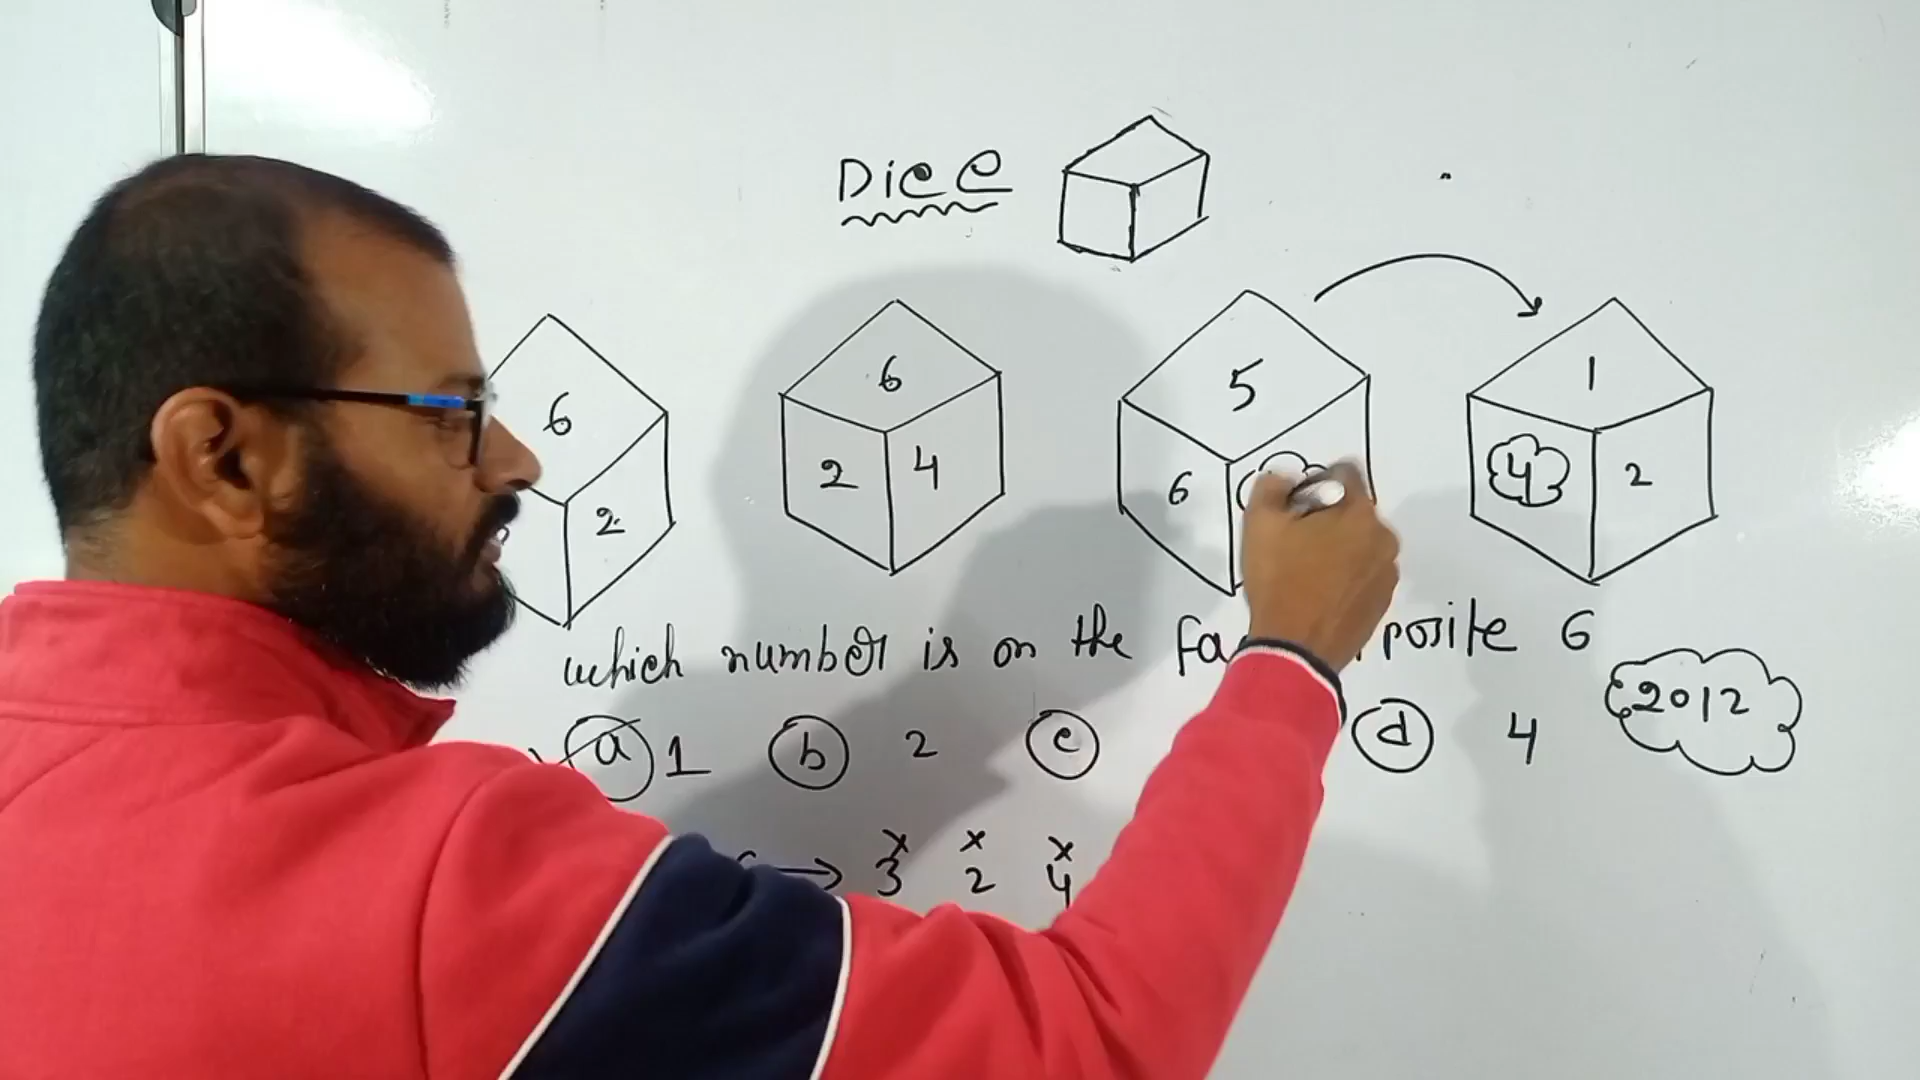 Dice
6
2
6
2 4
5
6
1
4 2
which number is on the posite 6
a 1 b 2 c d 4
2012
x x x
→ 3 2 4